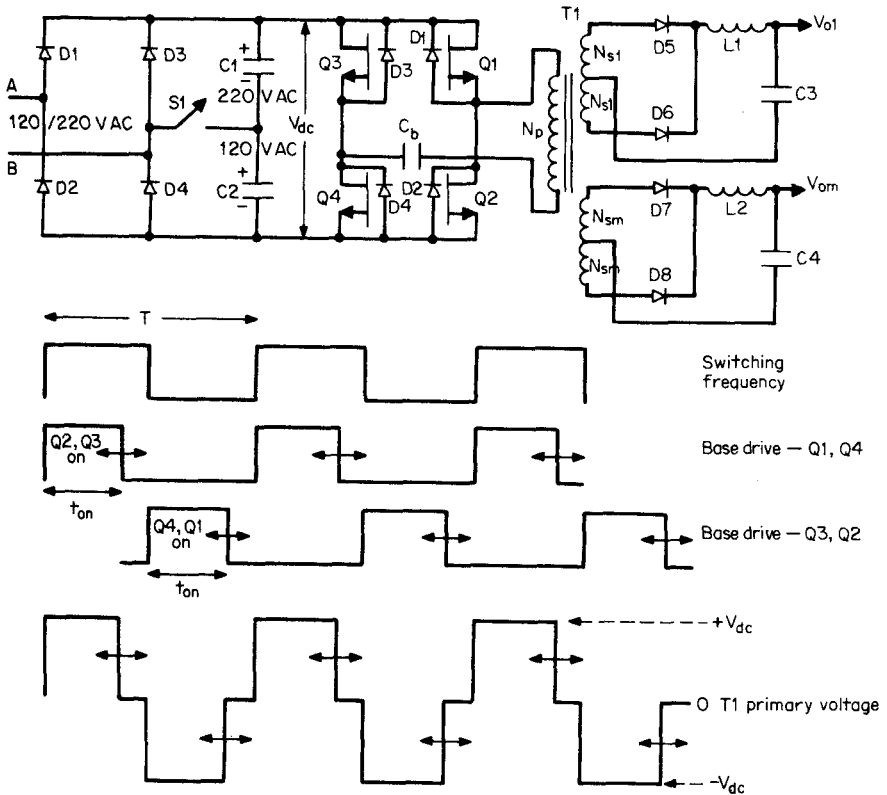 T1
D1
D3
C1
+
−
220 VAC
S1
A
120/220 VAC
B
120 VAC
D2
D4
C2
+
−
Vdc
Q3
D3
D1
Q1
Cb
Q4
D4
D2
Q2
Np
Ns1
Ns1
D5
L1
Vo1
D6
C3
Nsm
Nsm
D7
L2
Vom
D8
C4
T
Switching
frequency
Q2, Q3
on
Base drive — Q1, Q4
ton
Q4, Q1
on
Base drive — Q3, Q2
ton
+Vdc
O T1 primary voltage
−Vdc